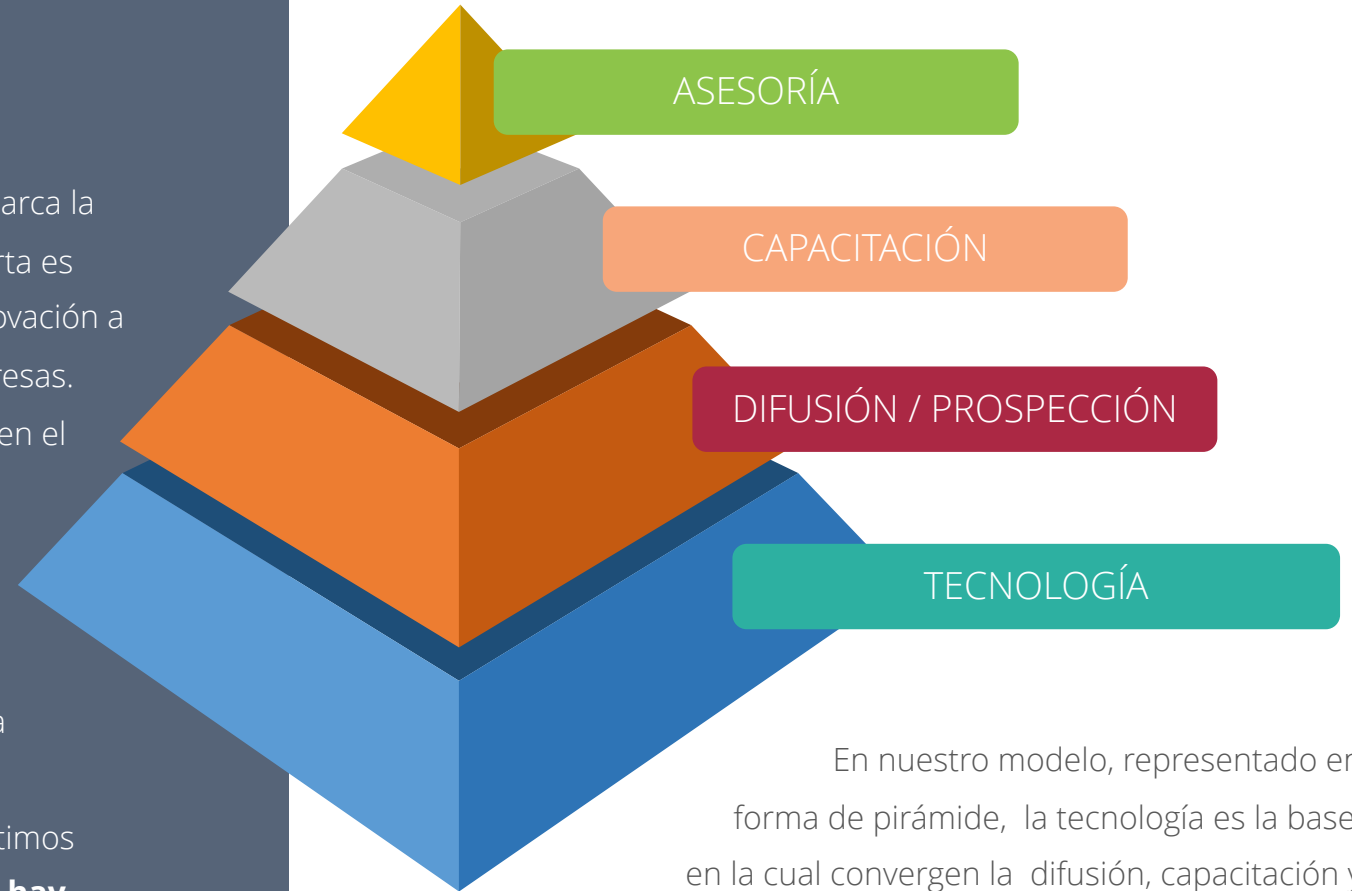 arca la
rta es
ovación a
resas.
en el
a
timos
hay
ASESORÍA
CAPACITACIÓN
DIFUSIÓN / PROSPECCIÓN
TECNOLOGÍA
En nuestro modelo, representado en
forma de pirámide, la tecnología es la base
en la cual convergen la difusión, capacitación y